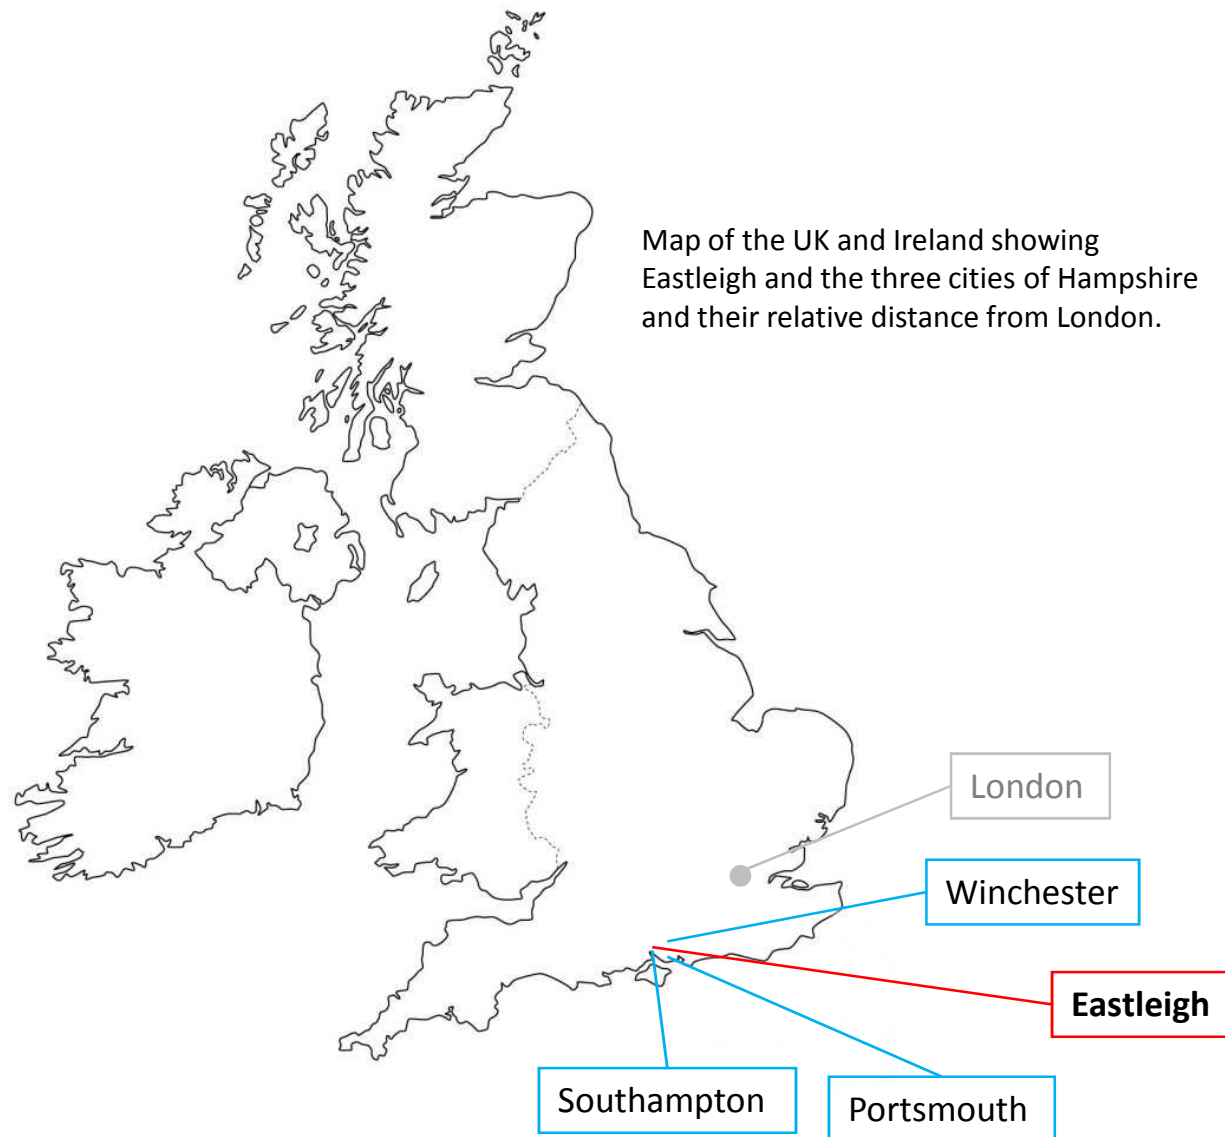 Map of the UK and Ireland showing
Eastleigh and the three cities of Hampshire
and their relative distance from London.
London
Winchester
Eastleigh
Southampton
Portsmouth